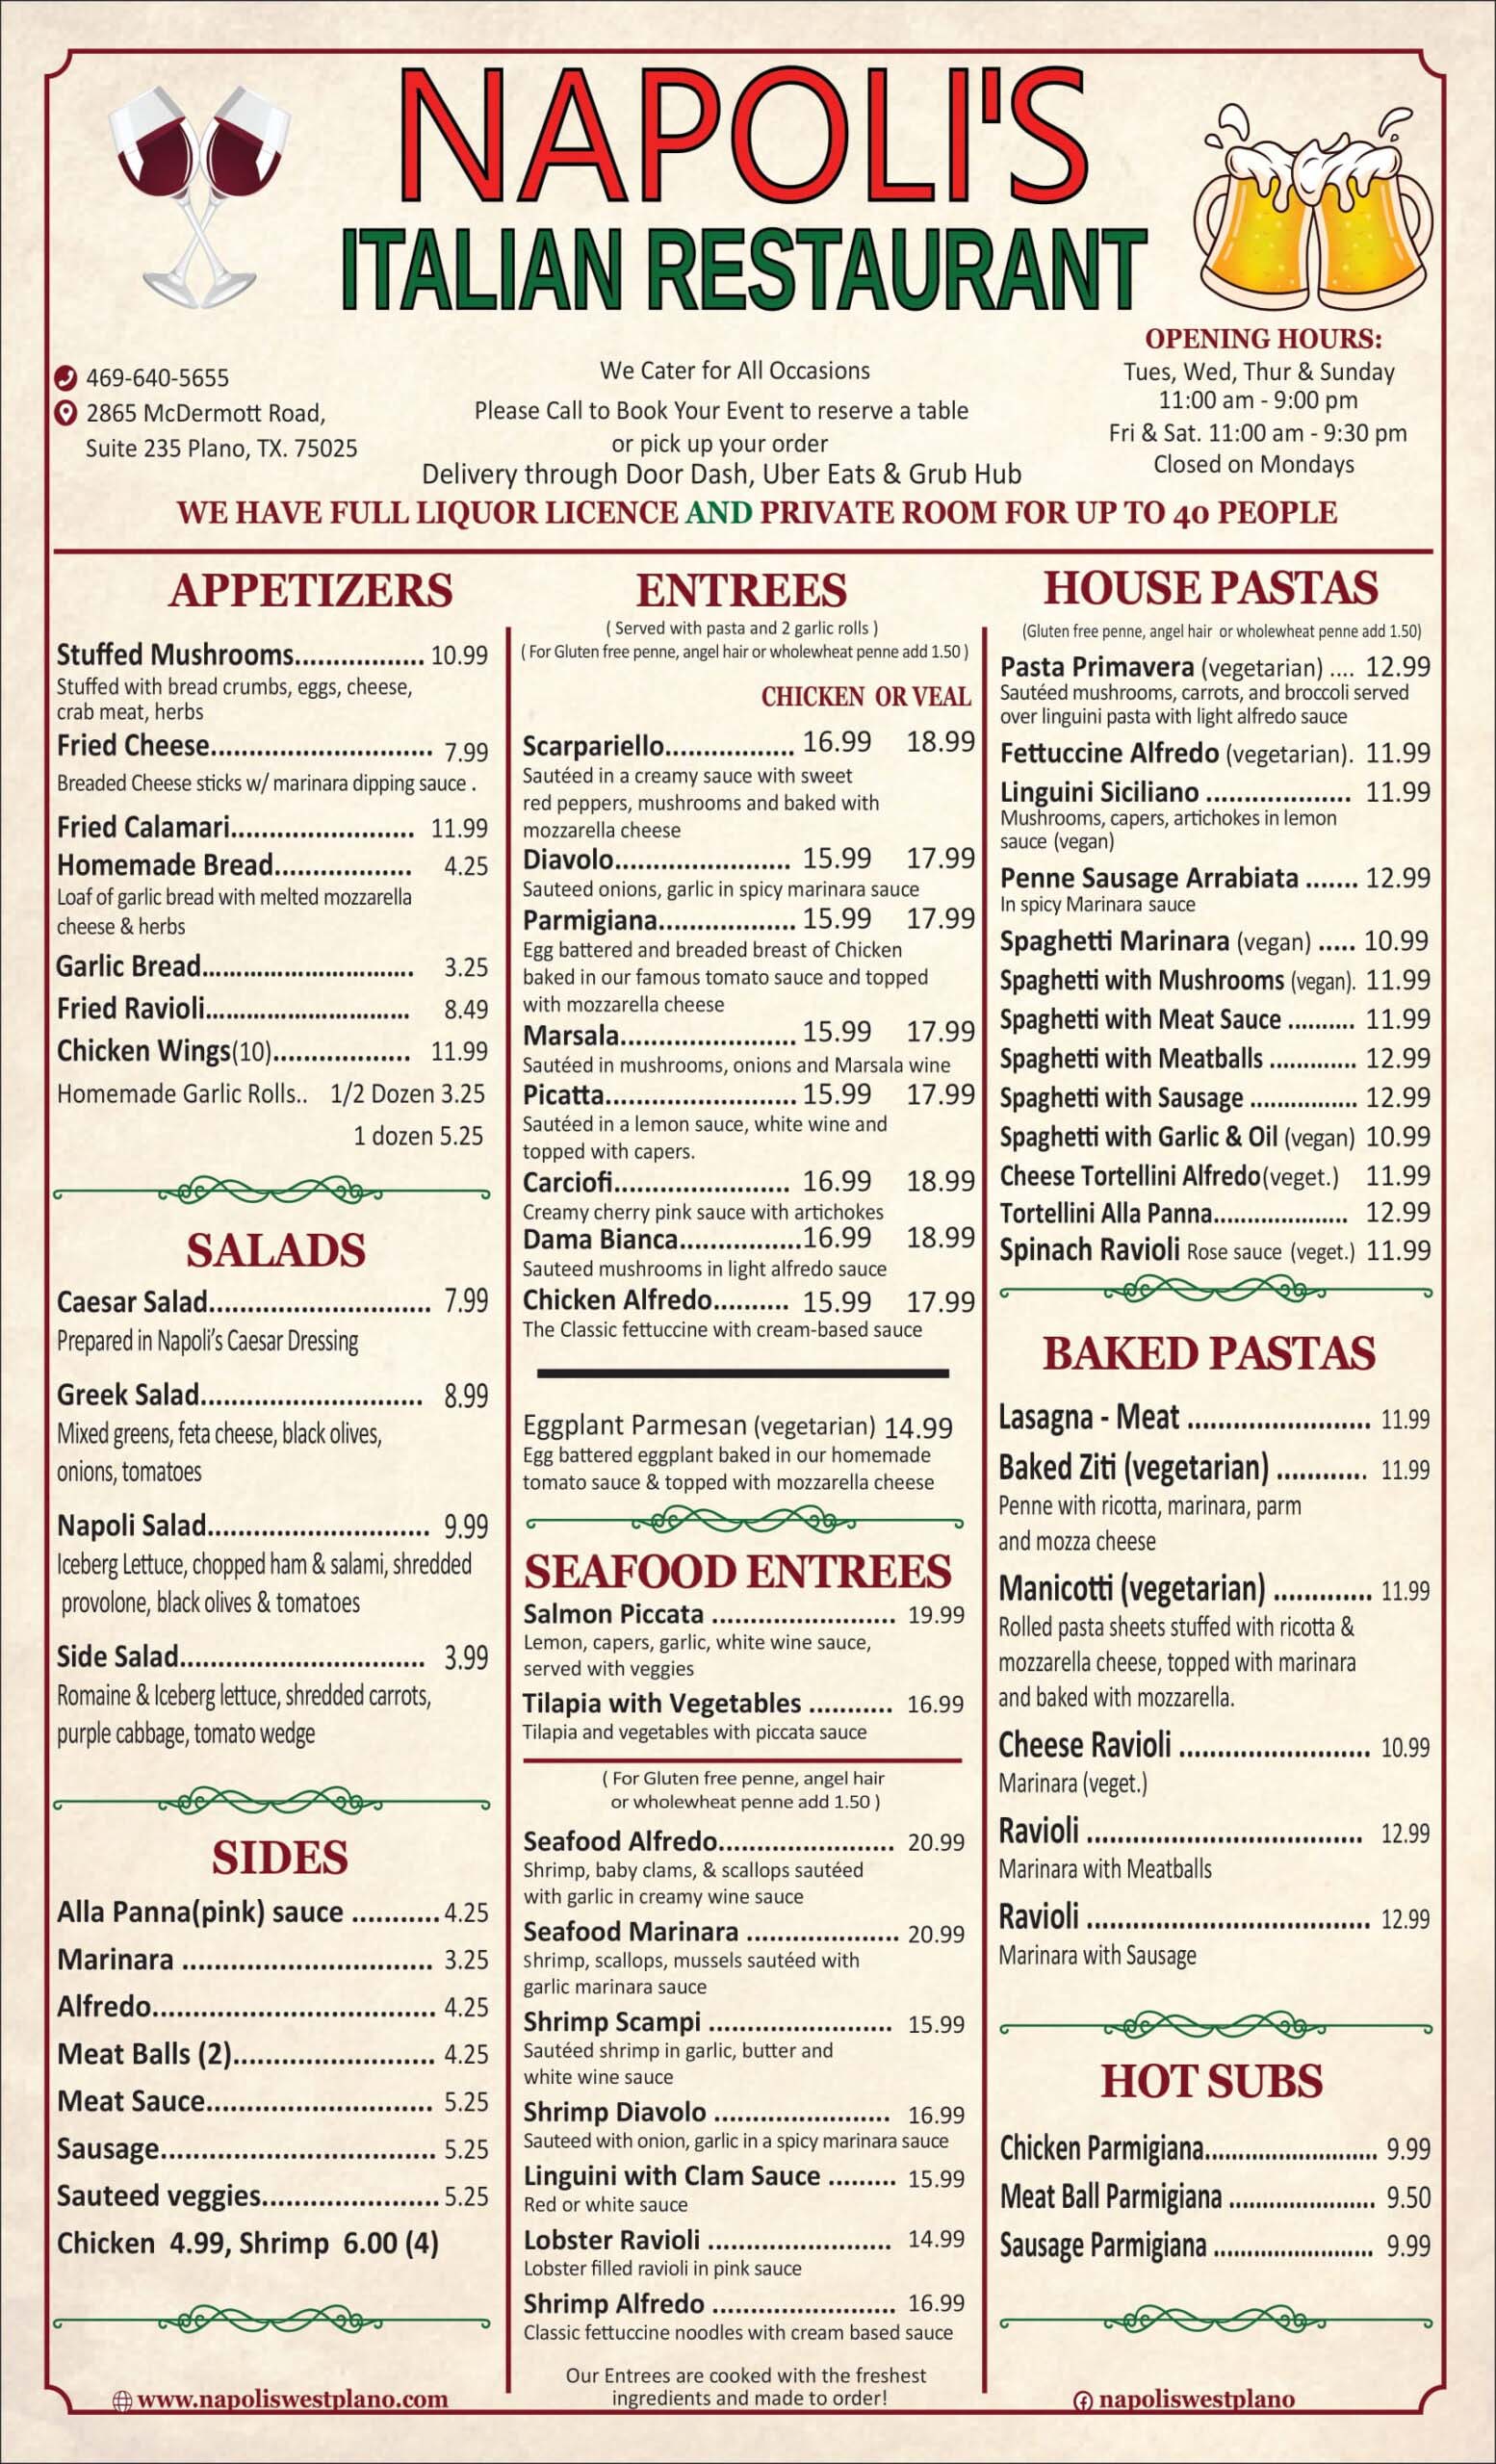 NAPOLI'S
ITALIAN RESTAURANT
469-640-5655
2865 McDermott Road,
Suite 235 Plano, TX. 75025
We Cater for All Occasions
Please Call to Book Your Event to reserve a table
or pick up your order
Delivery through Door Dash, Uber Eats & Grub Hub
OPENING HOURS:
Tues, Wed, Thur & Sunday
11:00 am - 9:00 pm
Fri & Sat. 11:00 am - 9:30 pm
Closed on Mondays
WE HAVE FULL LIQUOR LICENCE AND PRIVATE ROOM FOR UP TO 40 PEOPLE
APPETIZERS
Stuffed Mushrooms................. 10.99
Stuffed with bread crumbs, eggs, cheese,
crab meat, herbs
Fried Cheese............................. 7.99
Breaded Cheese sticks w/ marinara dipping sauce .
Fried Calamari........................ 11.99
Homemade Bread.................. 4.25
Loaf of garlic bread with melted mozzarella
cheese & herbs
Garlic Bread............................... 3.25
Fried Ravioli.............................. 8.49
Chicken Wings(10).................. 11.99
Homemade Garlic Rolls.. 1/2 Dozen 3.25
1 dozen 5.25
SALADS
Caesar Salad............................. 7.99
Prepared in Napoli's Caesar Dressing
Greek Salad............................. 8.99
Mixed greens, feta cheese, black olives,
onions, tomatoes
Napoli Salad............................. 9.99
Iceberg Lettuce, chopped ham & salami, shredded
provolone, black olives & tomatoes
Side Salad................................ 3.99
Romaine & Iceberg lettuce, shredded carrots,
purple cabbage, tomato wedge
SIDES
Alla Panna(pink) sauce ........... 4.25
Marinara ................................ 3.25
Alfredo.................................... 4.25
Meat Balls (2).......................... 4.25
Meat Sauce............................. 5.25
Sausage................................... 5.25
Sauteed veggies....................... 5.25
Chicken 4.99, Shrimp 6.00 (4)
www.napoliswestplano.com
ENTREES
( Served with pasta and 2 garlic rolls )
( For Gluten free penne, angel hair or wholewheat penne add 1.50 )
CHICKEN OR VEAL
Scarpariello................. 16.99 18.99
Sautéed in a creamy sauce with sweet
red peppers, mushrooms and baked with
mozzarella cheese
Diavolo....................... 15.99 17.99
Sauteed onions, garlic in spicy marinara sauce
Parmigiana.................. 15.99 17.99
Egg battered and breaded breast of Chicken
baked in our famous tomato sauce and topped
with mozzarella cheese
Marsala....................... 15.99 17.99
Sautéed in mushrooms, onions and Marsala wine
Picatta......................... 15.99 17.99
Sautéed in a lemon sauce, white wine and
topped with capers.
Carciofi....................... 16.99 18.99
Creamy cherry pink sauce with artichokes
Dama Bianca................16.99 18.99
Sauteed mushrooms in light alfredo sauce
Chicken Alfredo.......... 15.99 17.99
The Classic fettuccine with cream-based sauce
Eggplant Parmesan (vegetarian) 14.99
Egg battered eggplant baked in our homemade
tomato sauce & topped with mozzarella cheese
SEAFOOD ENTREES
Salmon Piccata ........................ 19.99
Lemon, capers, garlic, white wine sauce,
served with veggies
Tilapia with Vegetables ........... 16.99
Tilapia and vegetables with piccata sauce
( For Gluten free penne, angel hair
or wholewheat penne add 1.50 )
Seafood Alfredo....................... 20.99
Shrimp, baby clams, & scallops sautéed
with garlic in creamy wine sauce
Seafood Marinara .................... 20.99
Shrimp, scallops, mussels sautéed with
garlic marinara sauce
Shrimp Scampi ........................ 15.99
Sautéed shrimp in garlic, butter and
white wine sauce
Shrimp Diavolo ....................... 16.99
Sauteed with onion, garlic in a spicy marinara sauce
Linguini with Clam Sauce ......... 15.99
Red or white sauce
Lobster Ravioli ........................ 14.99
Lobster filled ravioli in pink sauce
Shrimp Alfredo ........................ 16.99
Classic fettuccine noodles with cream based sauce
Our Entrees are cooked with the freshest
ingredients and made to order!
HOUSE PASTAS
(Gluten free penne, angel hair or wholewheat penne add 1.50)
Pasta Primavera (vegetarian) .... 12.99
Sautéed mushrooms, carrots, and broccoli served
over linguini pasta with light alfredo sauce
Fettuccine Alfredo (vegetarian). 11.99
Linguini Siciliano ................... 11.99
Mushrooms, capers, artichokes in lemon
sauce (vegan)
Penne Sausage Arrabiata ....... 12.99
In spicy Marinara sauce
Spaghetti Marinara (vegan) ..... 10.99
Spaghetti with Mushrooms (vegan). 11.99
Spaghetti with Meat Sauce .......... 11.99
Spaghetti with Meatballs ............. 12.99
Spaghetti with Sausage ................ 12.99
Spaghetti with Garlic & Oil (vegan) 10.99
Cheese Tortellini Alfredo(veget.) 11.99
Tortellini Alla Panna.................... 12.99
Spinach Ravioli Rose sauce (veget.) 11.99
BAKED PASTAS
Lasagna - Meat ........................ 11.99
Baked Ziti (vegetarian) ............ 11.99
Penne with ricotta, marinara, parm
and mozza cheese
Manicotti (vegetarian) ............. 11.99
Rolled pasta sheets stuffed with ricotta &
mozzarella cheese, topped with marinara
and baked with mozzarella.
Cheese Ravioli ......................... 10.99
Marinara (veget.)
Ravioli .................................... 12.99
Marinara with Meatballs
Ravioli ..................................... 12.99
Marinara with Sausage
HOT SUBS
Chicken Parmigiana.......................... 9.99
Meat Ball Parmigiana ...................... 9.50
Sausage Parmigiana ........................ 9.99
napoliswestplano